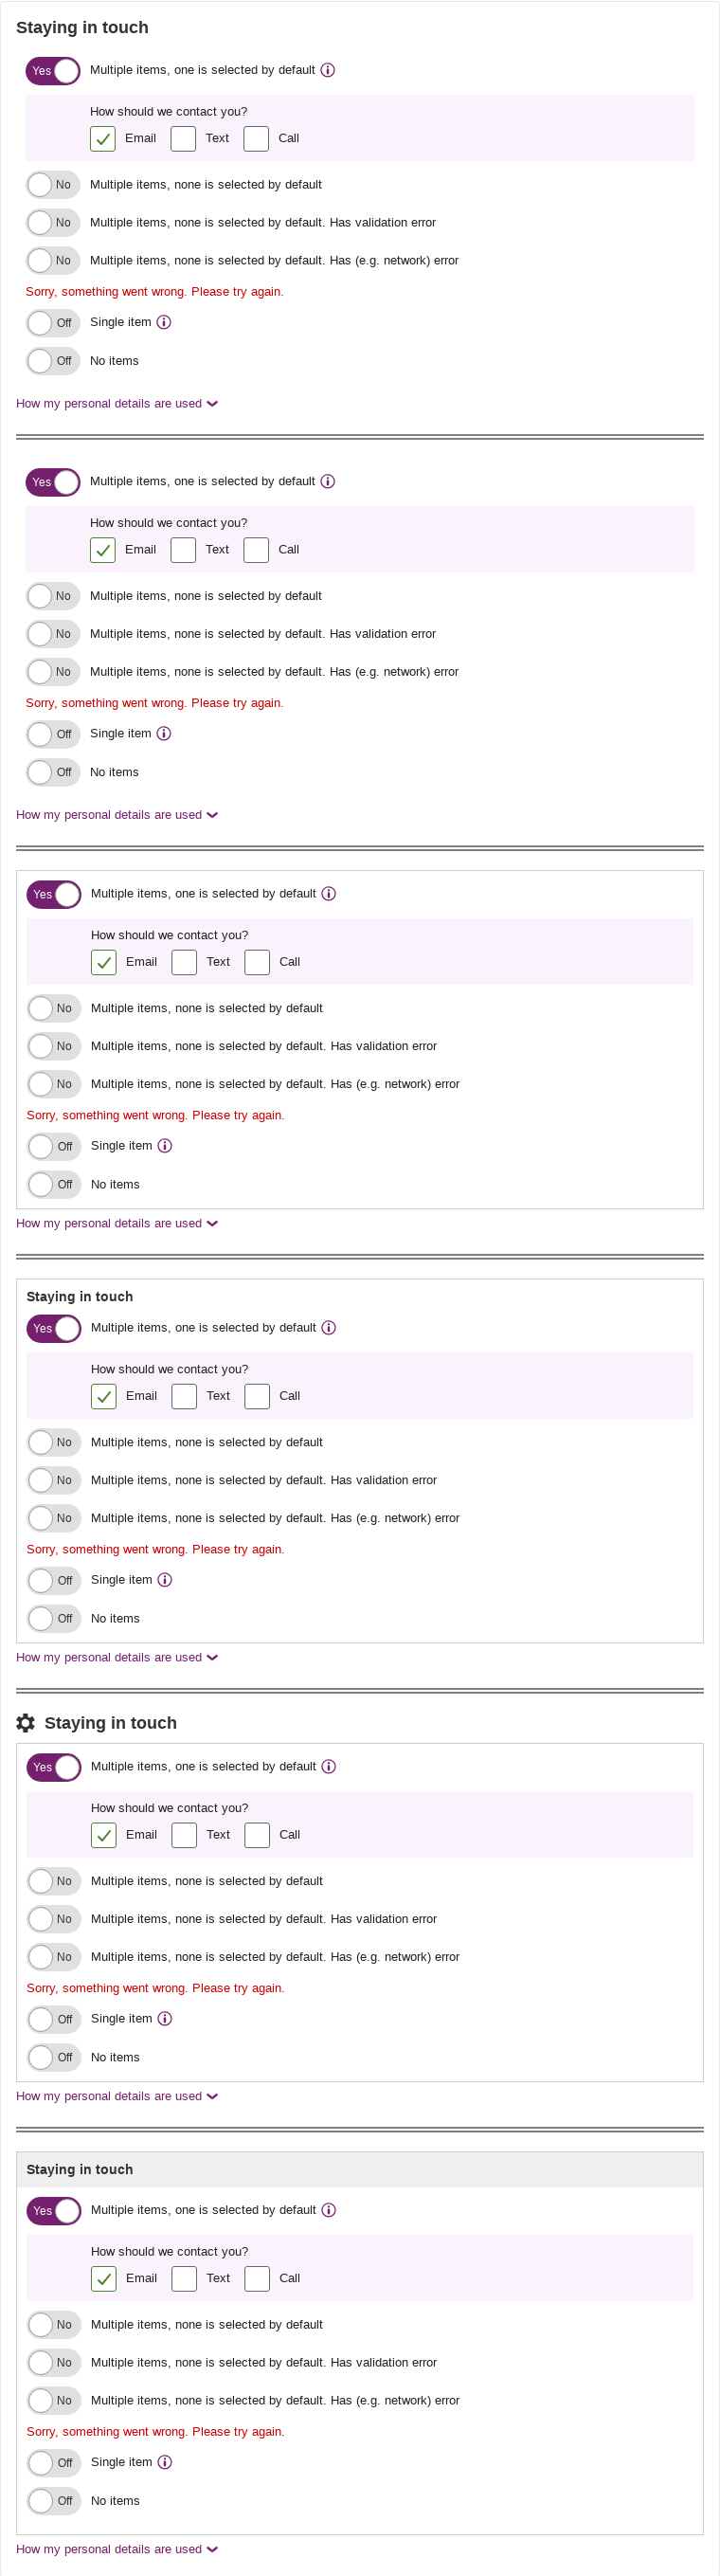 Staying in touch
Yes Multiple items, one is selected by default
How should we contact you?
Email Text Call
No Multiple items, none is selected by default
No Multiple items, none is selected by default. Has validation error
No Multiple items, none is selected by default. Has (e.g. network) error
Sorry, something went wrong. Please try again.
Off Single item
Off No items
How my personal details are used
Yes Multiple items, one is selected by default
How should we contact you?
Email Text Call
No Multiple items, none is selected by default
No Multiple items, none is selected by default. Has validation error
No Multiple items, none is selected by default. Has (e.g. network) error
Sorry, something went wrong. Please try again.
Off Single item
Off No items
How my personal details are used
Yes Multiple items, one is selected by default
How should we contact you?
Email Text Call
No Multiple items, none is selected by default
No Multiple items, none is selected by default. Has validation error
No Multiple items, none is selected by default. Has (e.g. network) error
Sorry, something went wrong. Please try again.
Off Single item
Off No items
How my personal details are used
Staying in touch
Yes Multiple items, one is selected by default
How should we contact you?
Email Text Call
No Multiple items, none is selected by default
No Multiple items, none is selected by default. Has validation error
No Multiple items, none is selected by default. Has (e.g. network) error
Sorry, something went wrong. Please try again.
Off Single item
Off No items
How my personal details are used
Staying in touch
Yes Multiple items, one is selected by default
How should we contact you?
Email Text Call
No Multiple items, none is selected by default
No Multiple items, none is selected by default. Has validation error
No Multiple items, none is selected by default. Has (e.g. network) error
Sorry, something went wrong. Please try again.
Off Single item
Off No items
How my personal details are used
Staying in touch
Yes Multiple items, one is selected by default
How should we contact you?
Email Text Call
No Multiple items, none is selected by default
No Multiple items, none is selected by default. Has validation error
No Multiple items, none is selected by default. Has (e.g. network) error
Sorry, something went wrong. Please try again.
Off Single item
Off No items
How my personal details are used